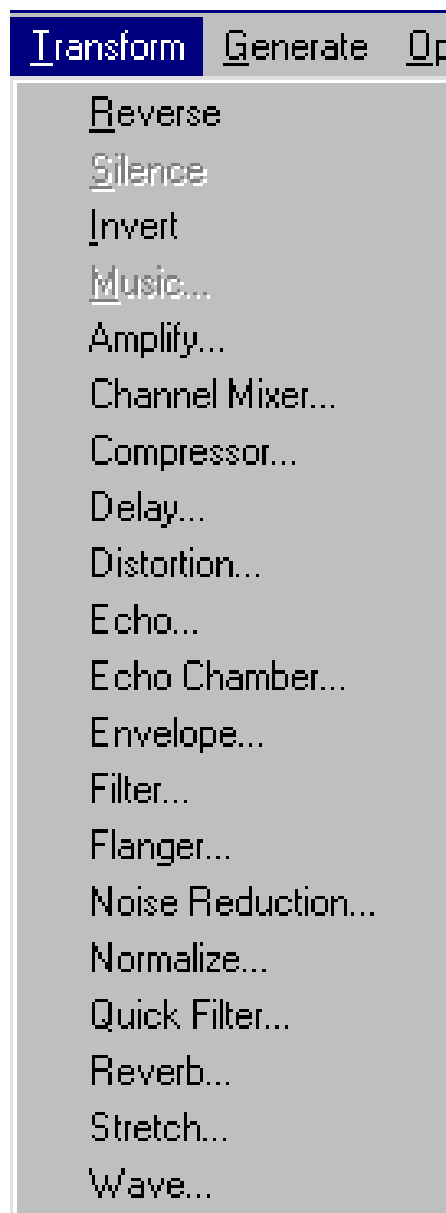 Transform Generate Op
Reverse
Silence
Invert
Music...
Amplify...
Channel Mixer...
Compressor...
Delay...
Distortion...
Echo...
Echo Chamber...
Envelope...
Filter...
Flanger...
Noise Reduction...
Normalize...
Quick Filter...
Reverb...
Stretch...
Wave...